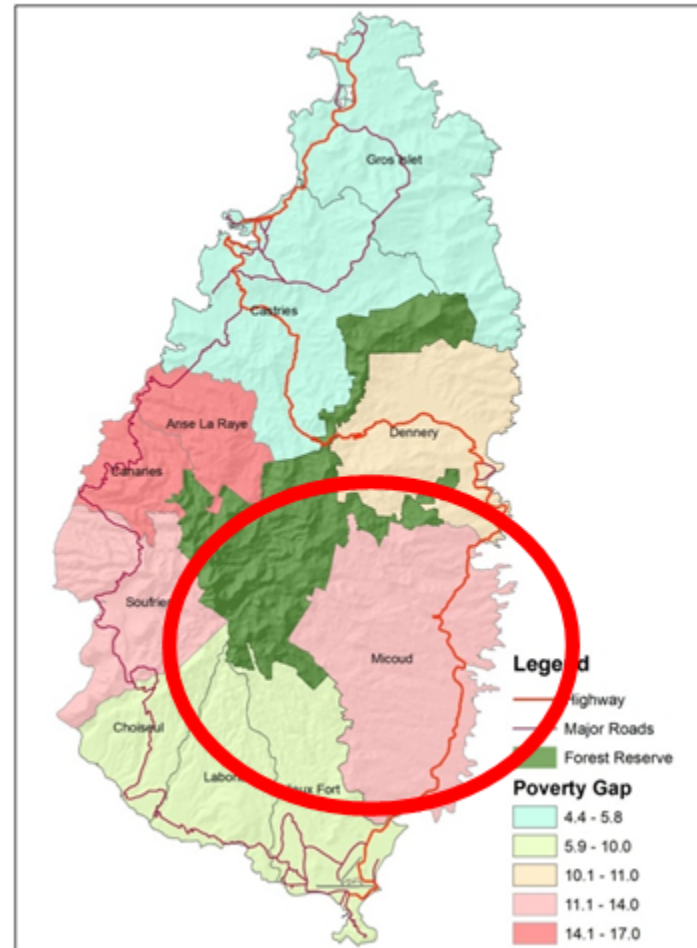 Gros Islet
Castries
Anse La Raye
Dennery
Canaries
Micoud
Choiseul
Fort
Legend
Highway
Major Roads
Forest Reserve
Poverty Gap
4.4 - 5.8
5.9 - 10.0
10.1 - 11.0
11.1 - 14.0
14.1 - 17.0